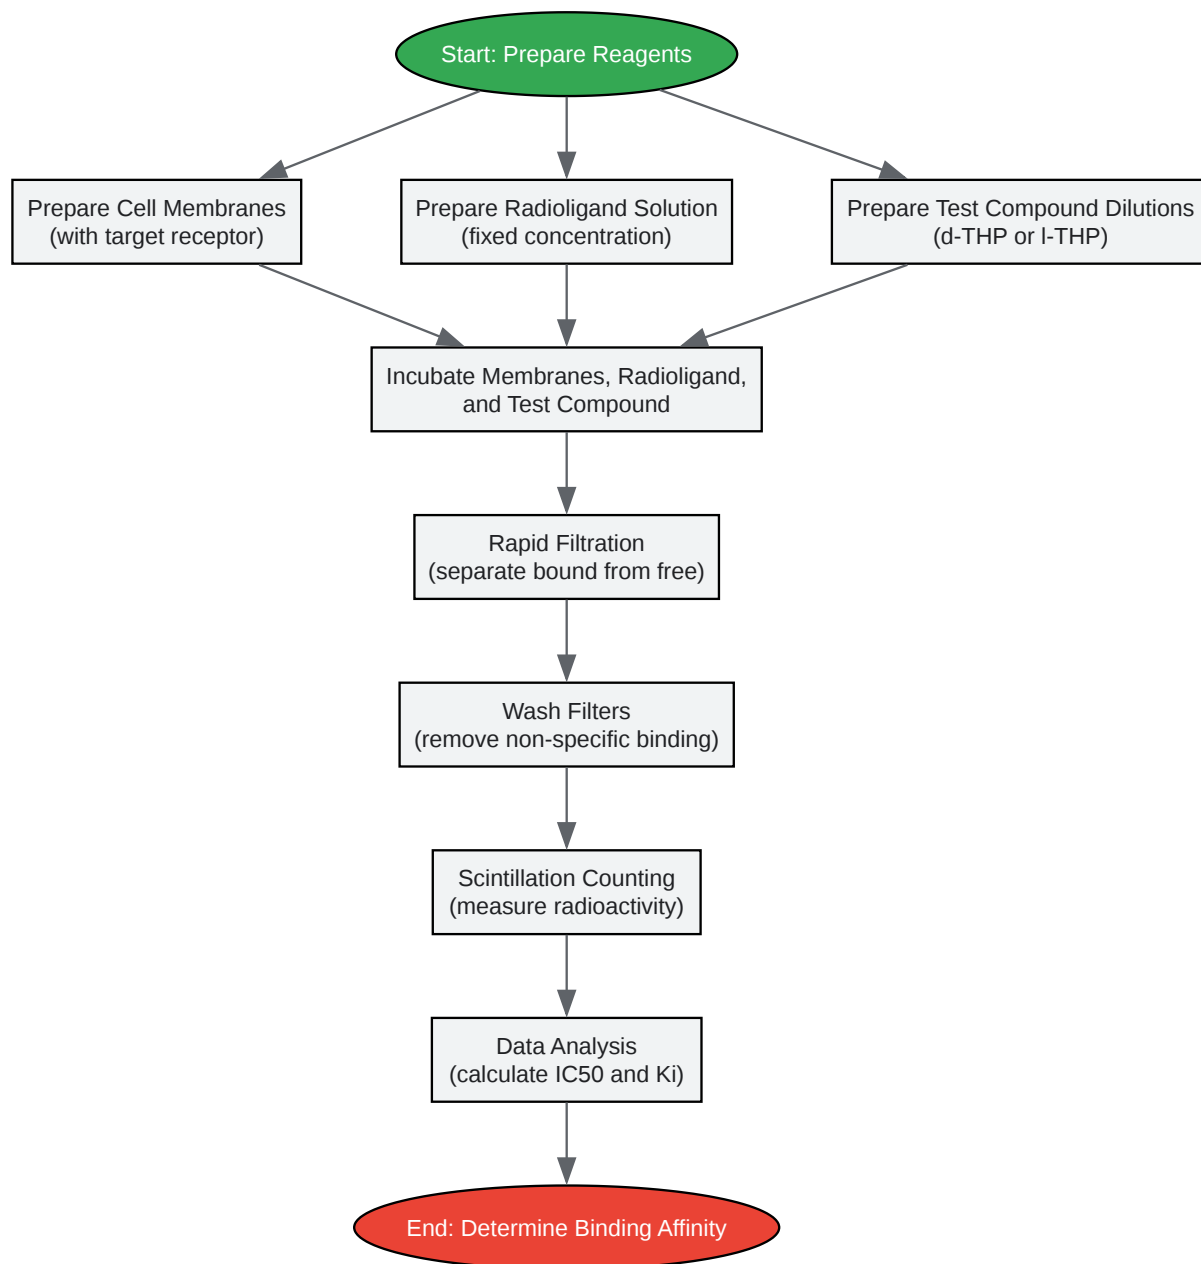 Start: Prepare Reagents
Prepare Cell Membranes
(with target receptor)
Prepare Radioligand Solution
(fixed concentration)
Prepare Test Compound Dilutions
(d-THP or l-THP)
Incubate Membranes, Radioligand,
and Test Compound
Rapid Filtration
(separate bound from free)
Wash Filters
(remove non-specific binding)
Scintillation Counting
(measure radioactivity)
Data Analysis
(calculate IC50 and Ki)
End: Determine Binding Affinity